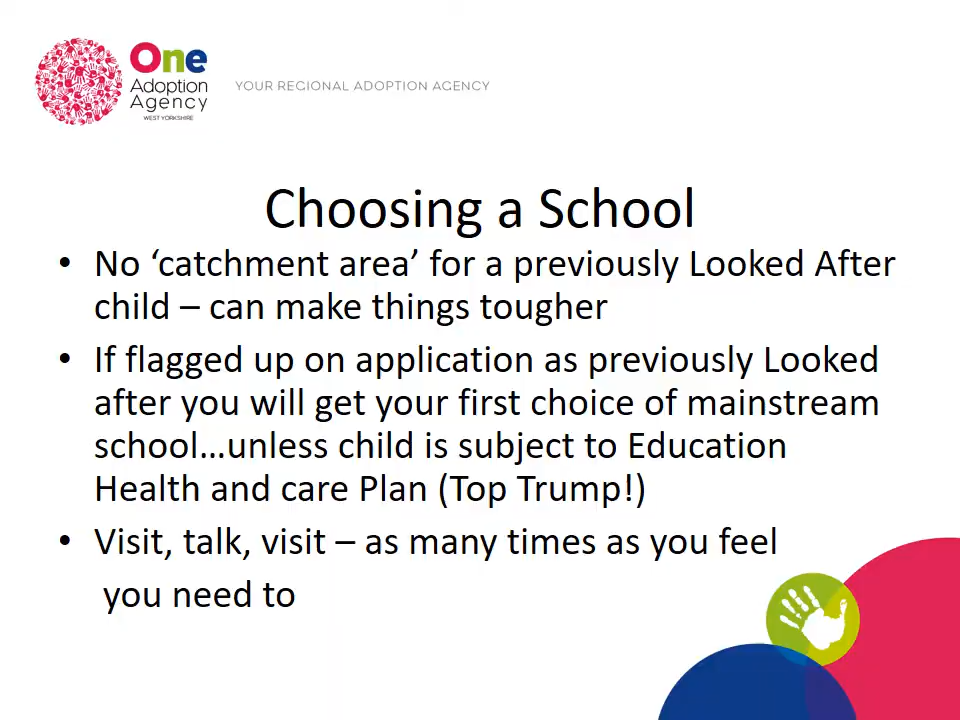 One
Adoption
Agency
WEST YORKSHIRE
YOUR REGIONAL ADOPTION AGENCY
Choosing a School
• No ‘catchment area’ for a previously Looked After
child – can make things tougher
• If flagged up on application as previously Looked
after you will get your first choice of mainstream
school…unless child is subject to Education
Health and care Plan (Top Trump!)
• Visit, talk, visit – as many times as you feel
you need to